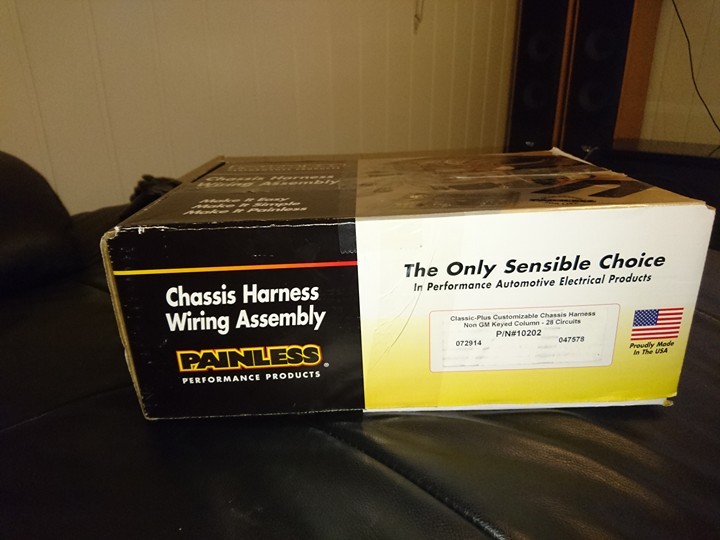 Chassis Harness
Wiring Assembly
Make it Easy
Make it Simple
Make it Painless
Chassis Harness
Wiring Assembly
PAINLESS®
PERFORMANCE PRODUCTS
The Only Sensible Choice
In Performance Automotive Electrical Products
Classic-Plus Customizable Chassis Harness
Non GM Keyed Column - 28 Circuits
P/N#10202
072914 047578
Proudly Made
In The USA